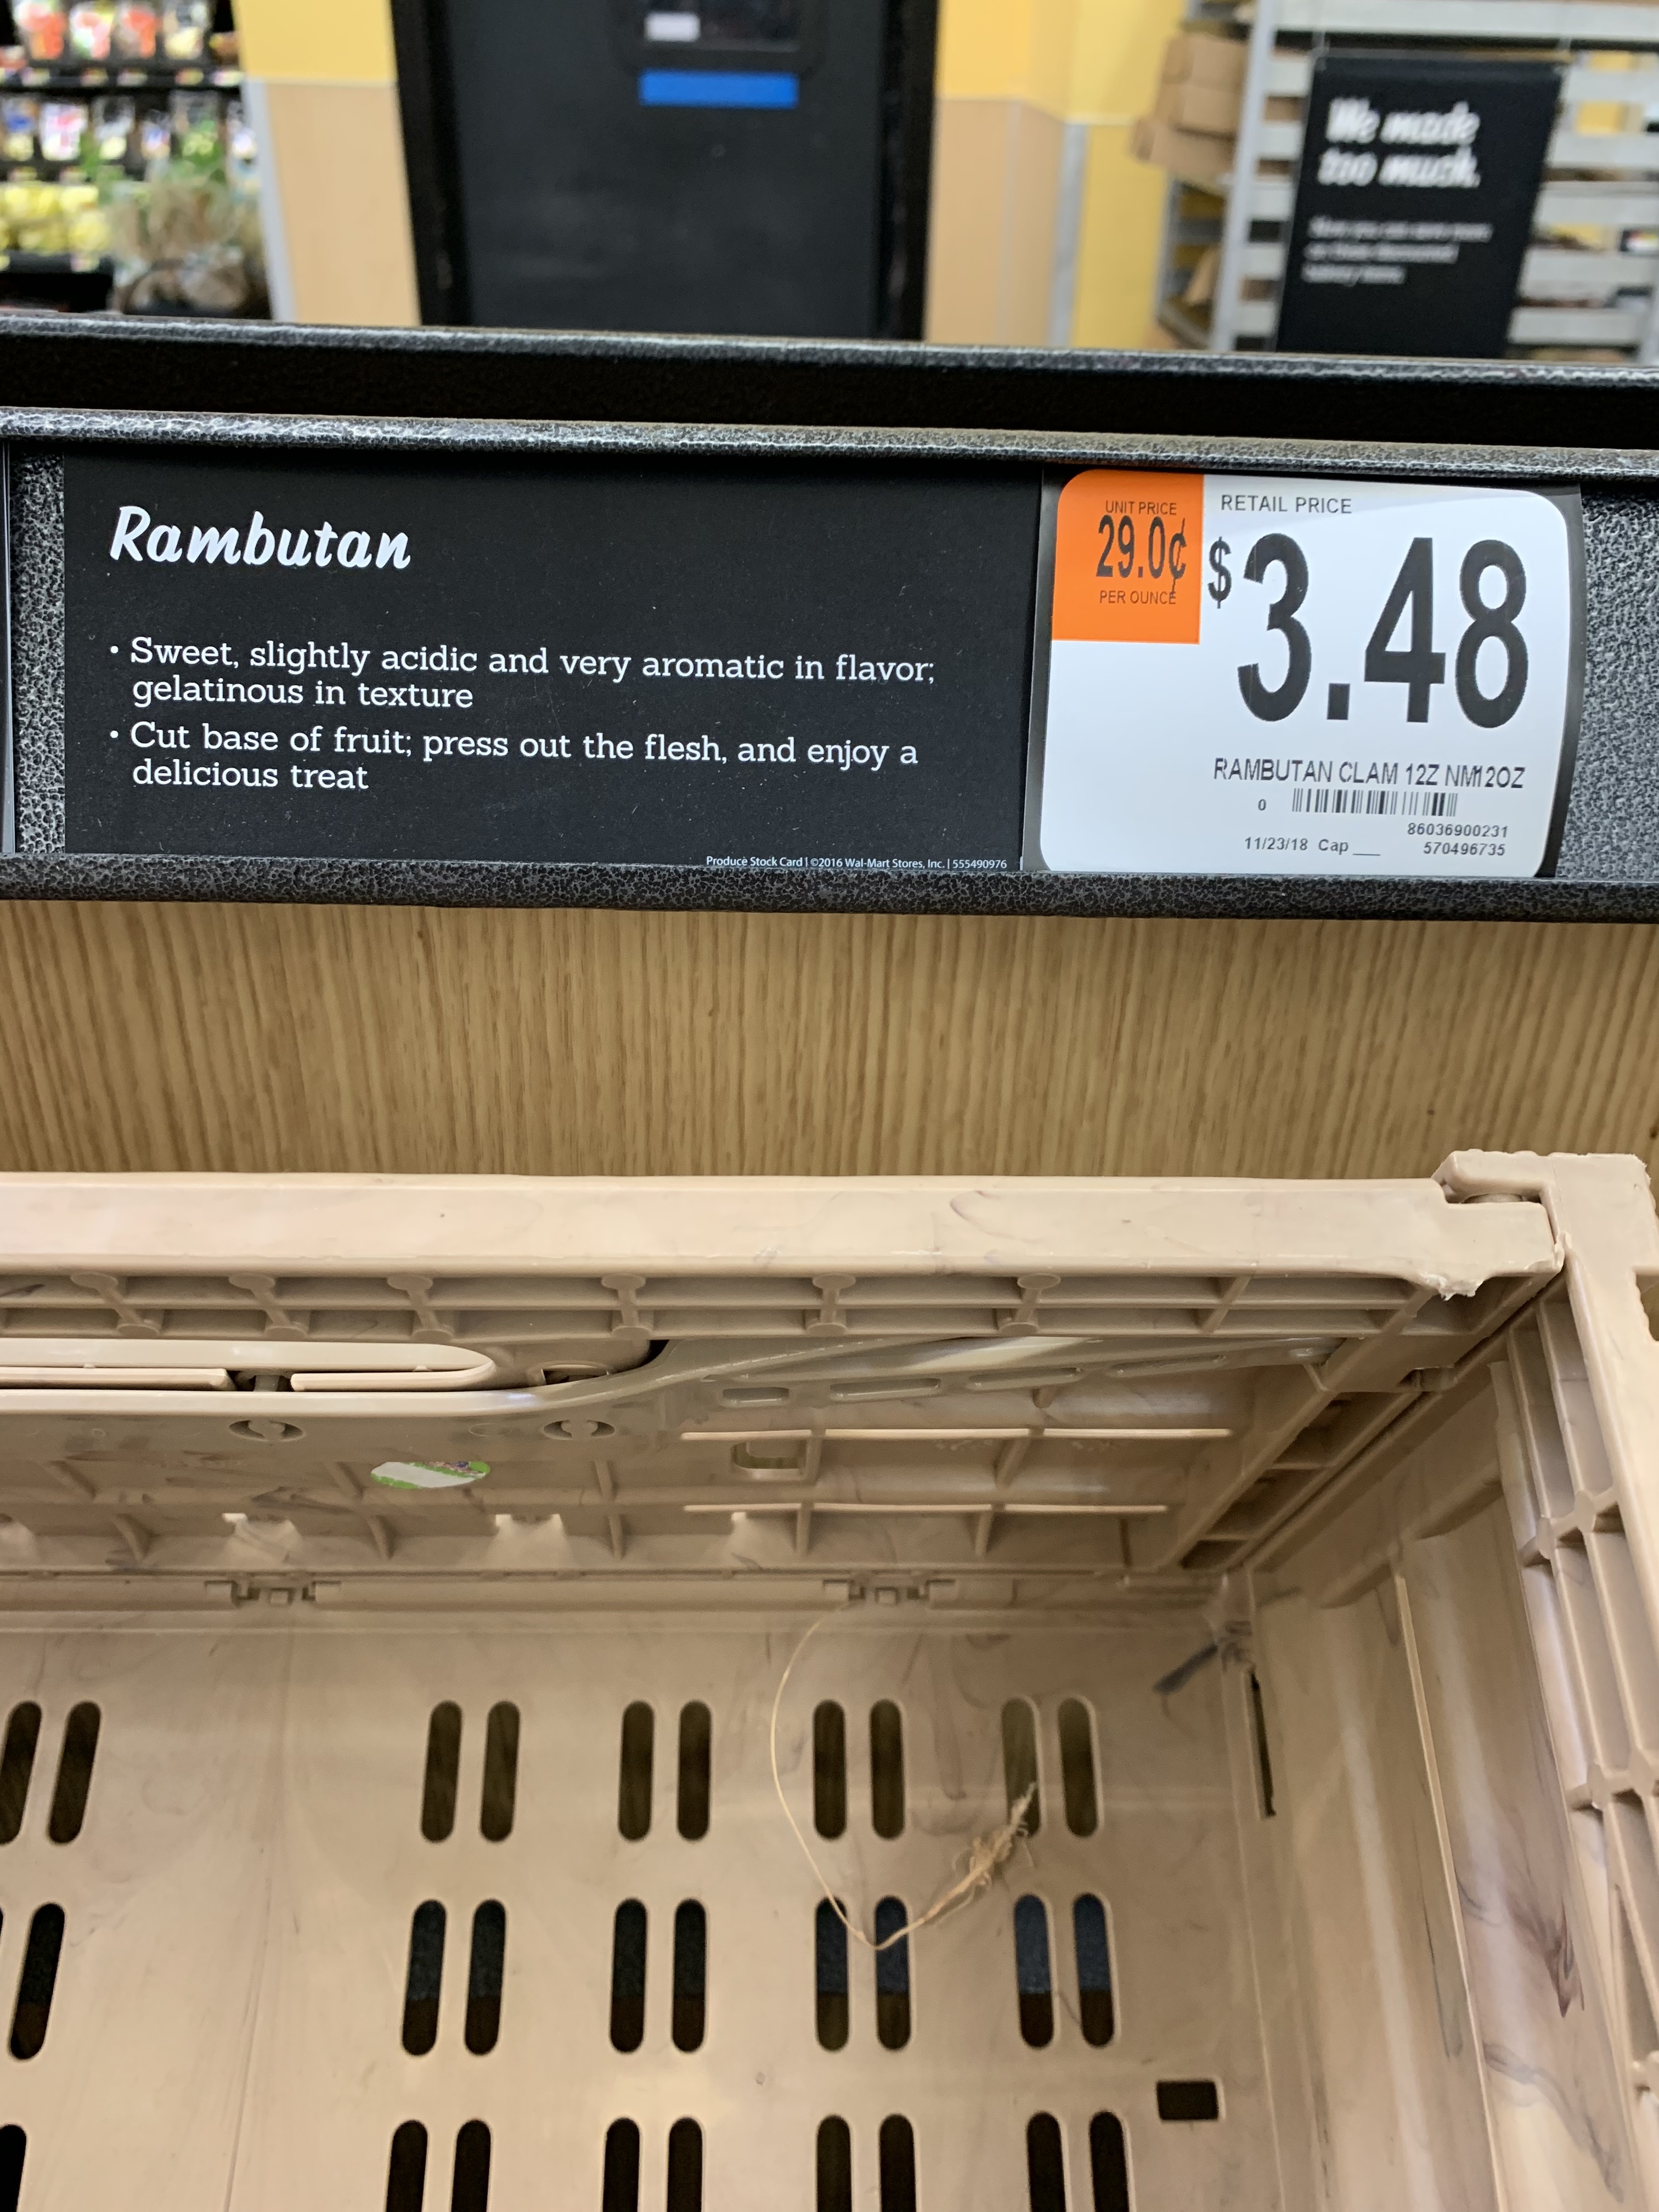 We made
too much.
Rambutan
• Sweet, slightly acidic and very aromatic in flavor;
gelatinous in texture
• Cut base of fruit; press out the flesh, and enjoy a
delicious treat
Produce Stock Card | ©2016 Wal-Mart Stores, Inc. | 555490976
UNIT PRICE
29.0¢
PER OUNCE
RETAIL PRICE
$3.48
RAMBUTAN CLAM 12Z NM12OZ
0
86036900231
11/23/18 Cap ___ 570496735